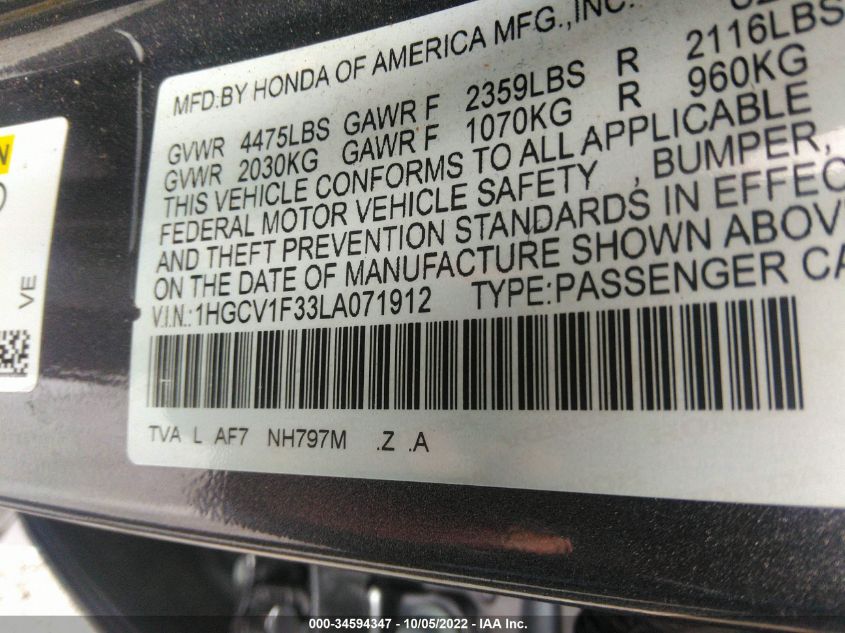 MFD.BY HONDA OF AMERICA MFG.,INC.
GVWR 4475LBS GAWR F 2359LBS R 2116LBS
GVWR 2030KG GAWR F 1070KG R 960KG
THIS VEHICLE CONFORMS TO ALL APPLICABLE
FEDERAL MOTOR VEHICLE SAFETY , BUMPER,
AND THEFT PREVENTION STANDARDS IN EFFEC
ON THE DATE OF MANUFACTURE SHOWN ABOV
V.I.N.:1HGCV1F33LA071912 TYPE:PASSENGER CA
TVA L AF7 NH797M .Z .A
N
VE
000-34594347 - 10/05/2022 - IAA Inc.